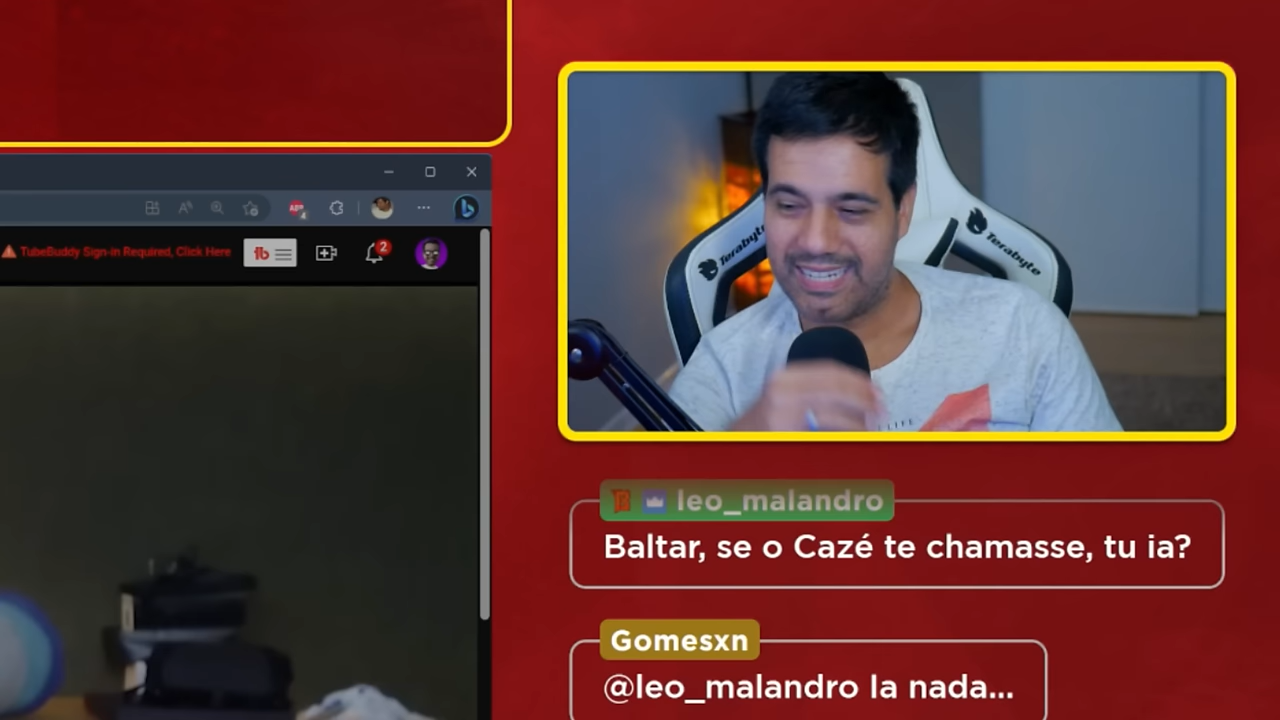 TubeBuddy Sign-in Required, Click Here
tb
2
Terabyte
Terabyte
leo_malandro
Baltar, se o Cazé te chamasse, tu ia?
Gomesxn
@leo_malandro la nada...